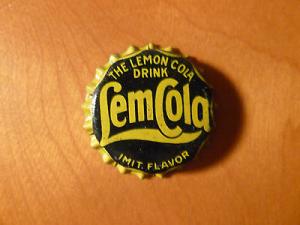 THE LEMON COLA
DRINK
LemCola
IMIT. FLAVOR